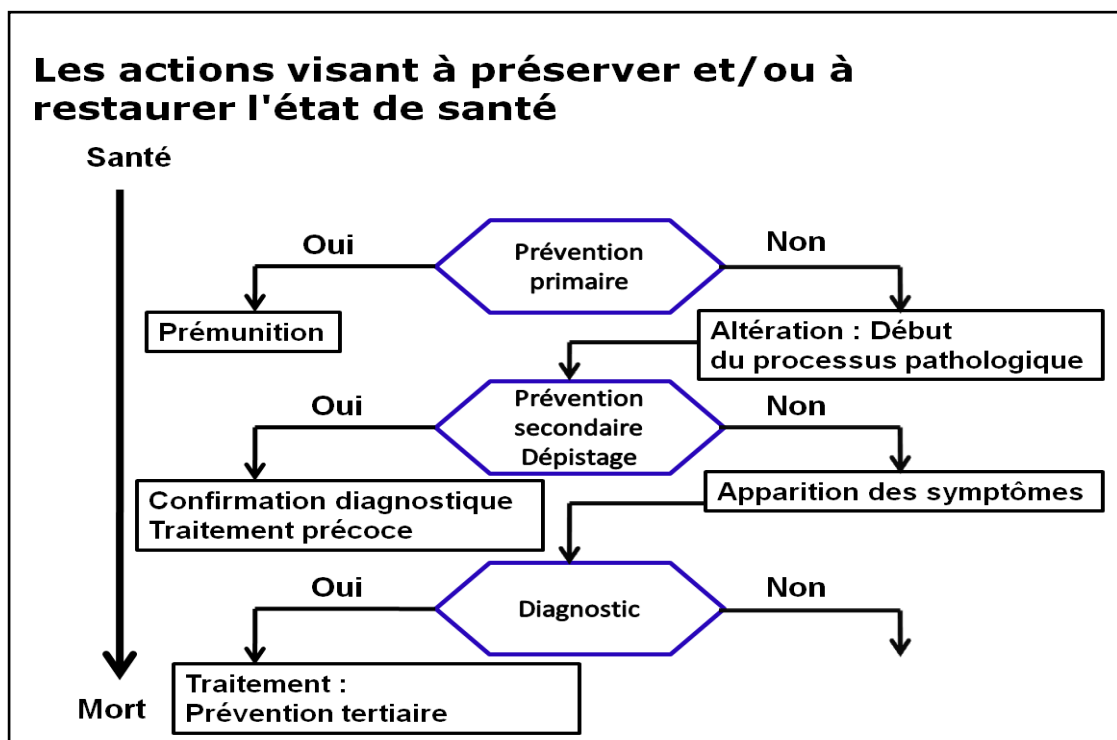 Les actions visant à préserver et/ou à
restaurer l'état de santé
Santé
Oui
Prévention
primaire
Non
Prémunition
Altération : Début
du processus pathologique
Oui
Prévention
secondaire
Dépistage
Non
Confirmation diagnostique
Traitement précoce
Apparition des symptômes
Oui
Diagnostic
Non
Traitement :
Prévention tertiaire
Mort